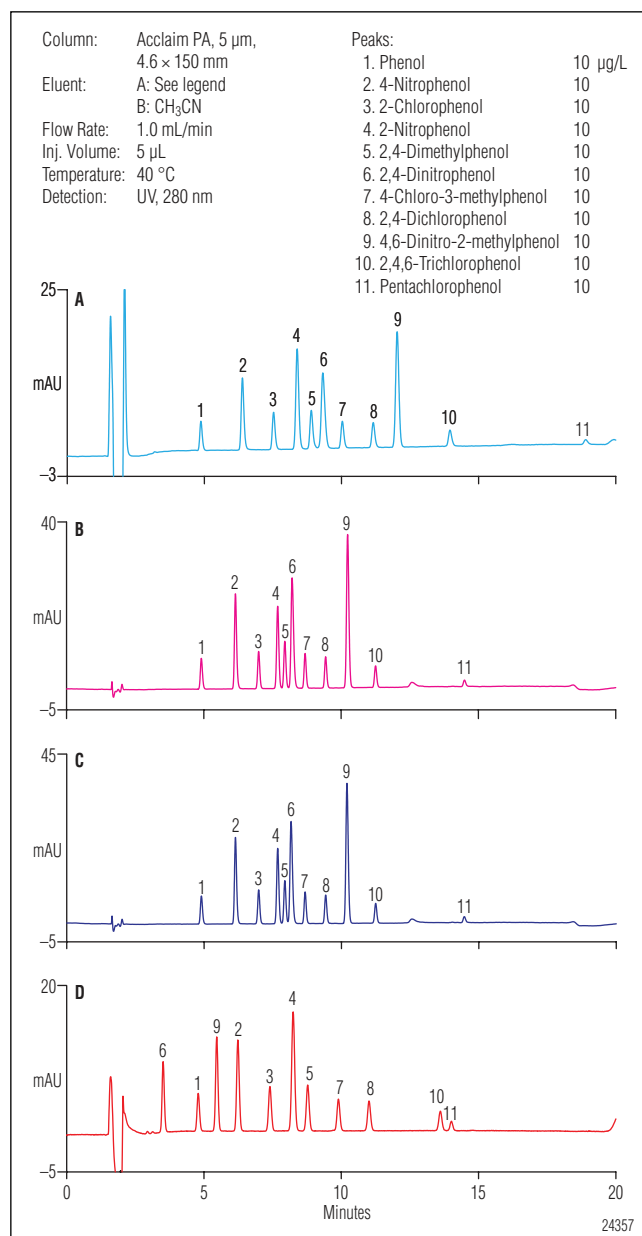 Column: Acclaim PA, 5 µm,
4.6 × 150 mm
Eluent: A: See legend
B: CH₃CN
Flow Rate: 1.0 mL/min
Inj. Volume: 5 µL
Temperature: 40 °C
Detection: UV, 280 nm
Peaks:
1. Phenol 10 µg/L
2. 4-Nitrophenol 10
3. 2-Chlorophenol 10
4. 2-Nitrophenol 10
5. 2,4-Dimethylphenol 10
6. 2,4-Dinitrophenol 10
7. 4-Chloro-3-methylphenol 10
8. 2,4-Dichlorophenol 10
9. 4,6-Dinitro-2-methylphenol 10
10. 2,4,6-Trichlorophenol 10
11. Pentachlorophenol 10
25
A
mAU
–3
1 2 3 4 5 6 7 8 9 10 11
40
B
mAU
–5
1 2 3 4 5 6 7 8 9 10 11
45
C
mAU
–5
1 2 3 4 5 6 7 8 9 10 11
20
D
mAU
–5
6 1 9 2 3 4 5 7 8 10 11
0 5 10 15 20
Minutes
24357